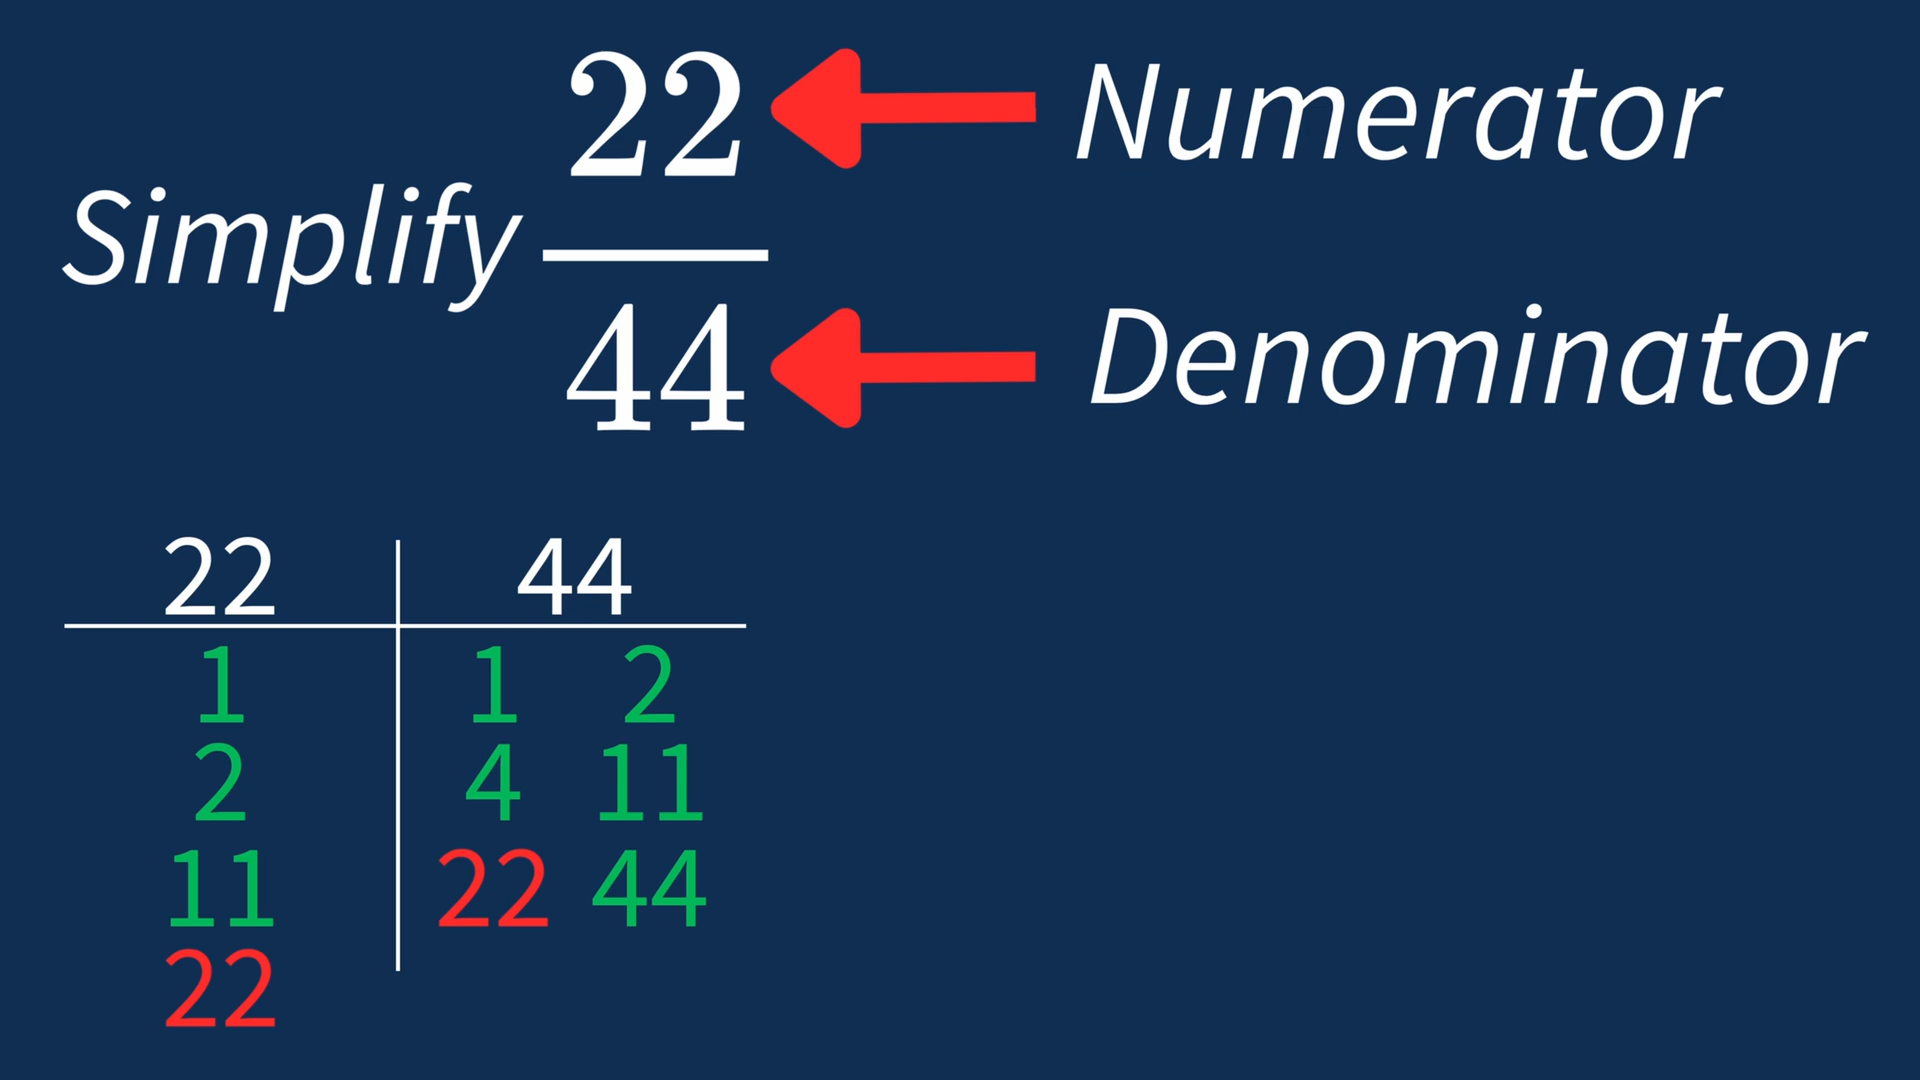 22 Numerator
Simplify
44 Denominator
22 44
1 1 2
2 4 11
11 22 44
22